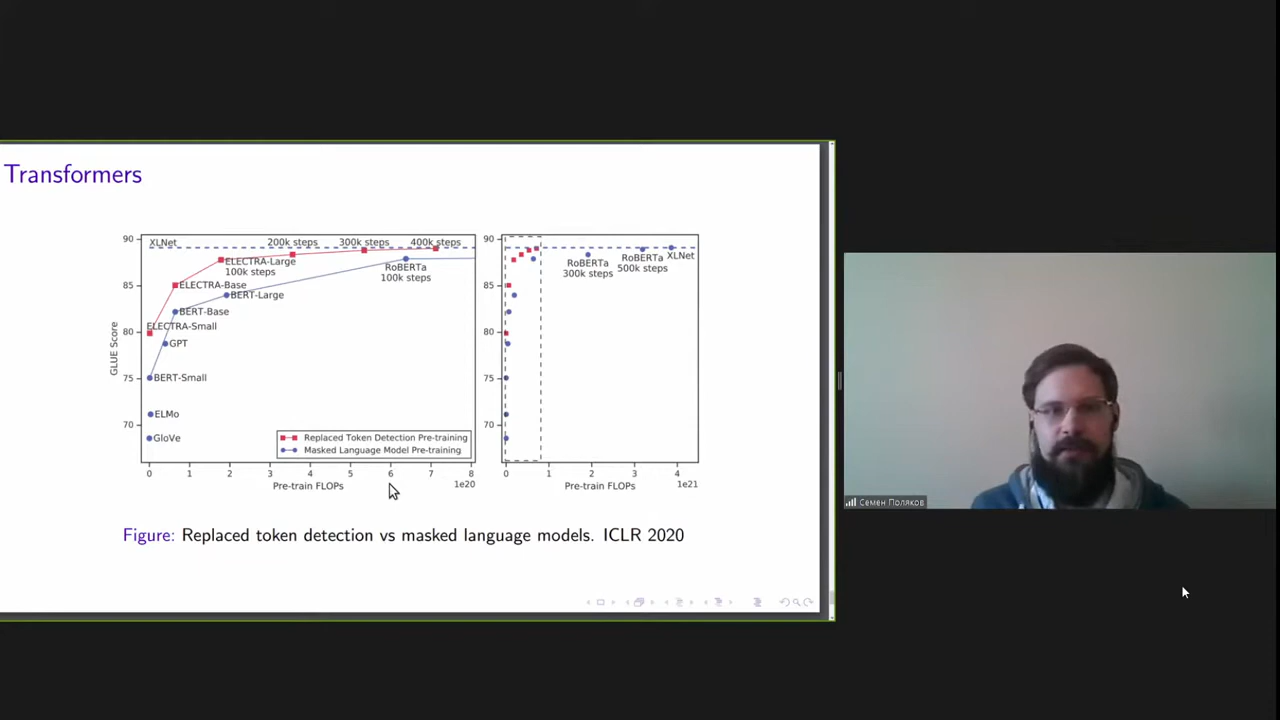 Transformers
90
85
80
75
70
GLUE Score
XLNet
200k steps
300k steps
400k steps
ELECTRA-Large
100k steps
RoBERTa
100k steps
ELECTRA-Base
BERT-Large
BERT-Base
ELECTRA-Small
GPT
BERT-Small
ELMo
GloVe
Replaced Token Detection Pre-training
Masked Language Model Pre-training
0 1 2 3 4 5 6 7 8
Pre-train FLOPs
1e20
90
85
80
75
70
RoBERTa
300k steps
RoBERTa
500k steps
XLNet
0 1 2 3 4
Pre-train FLOPs
1e21
Figure: Replaced token detection vs masked language models. ICLR 2020
Семен Поляков